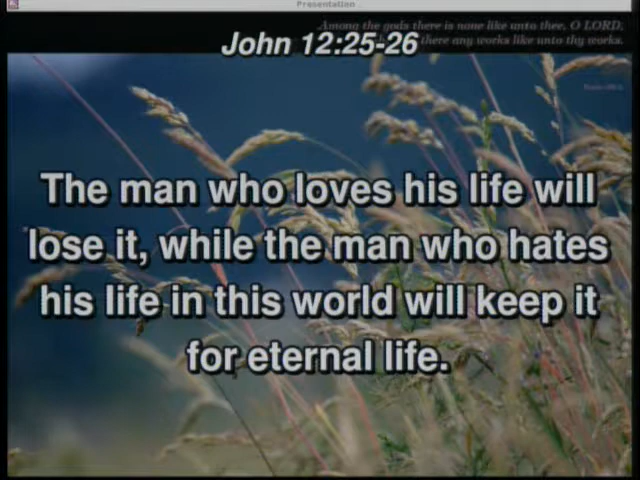 Presentation
Among the gods there is none like unto thee, O LORD;
John 12:25-26
there any works like unto thy works.
The man who loves his life will
lose it, while the man who hates
his life in this world will keep it
for eternal life.